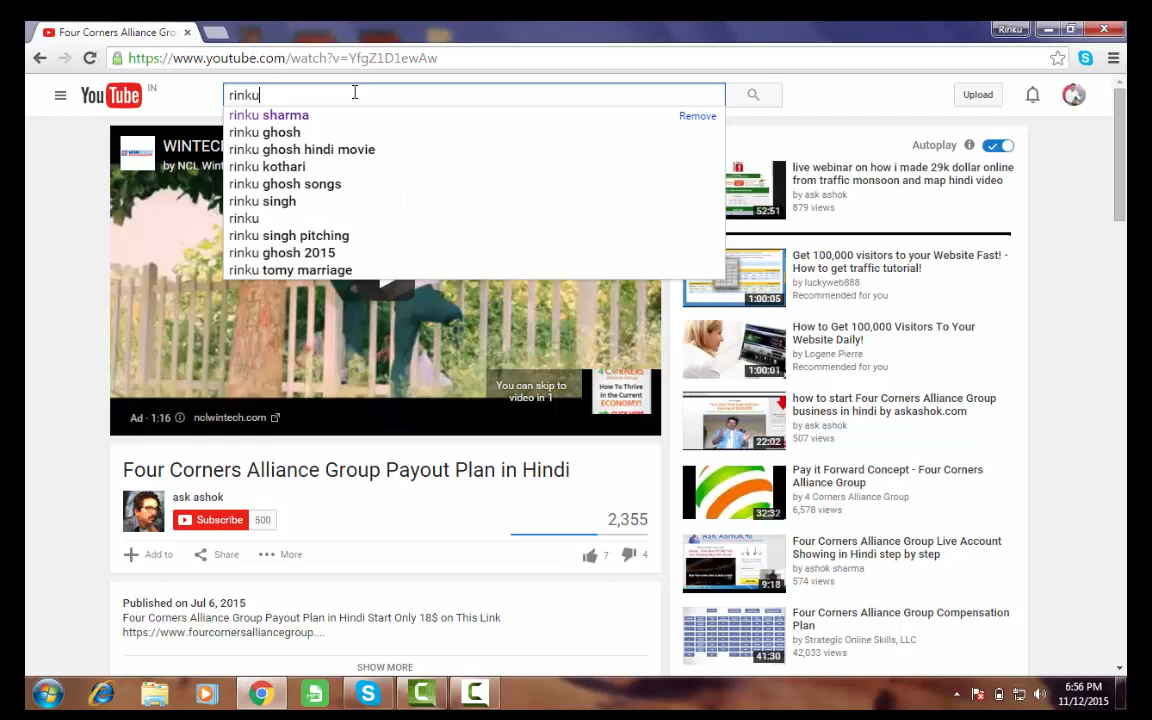 Four Corners Alliance Gro
Rinku
https://www.youtube.com/watch?v=YfgZ1D1ewAw
YouTube IN
rinku
Upload
rinku sharma
Remove
rinku ghosh
rinku ghosh hindi movie
rinku kothari
rinku ghosh songs
rinku singh
rinku
rinku singh pitching
rinku ghosh 2015
rinku tomy marriage
WINTECH
by NCL Wint
You can skip to
video in 1
4 CORNERS
Alliance Group
How To Thrive
in the Current
ECONOMY!
Ad · 1:16
nclwintech.com
Four Corners Alliance Group Payout Plan in Hindi
ask ashok
Subscribe 500
2,355
Add to
Share
More
7
4
Published on Jul 6, 2015
Four Corners Alliance Group Payout Plan in Hindi Start Only 18$ on This Link
https://www.fourcornersalliancegroup....
SHOW MORE
Autoplay
live webinar on how i made 29k dollar online
from traffic monsoon and map hindi video
by ask ashok
879 views
52:51
Get 100,000 visitors to your Website Fast! -
How to get traffic tutorial!
by luckyweb888
Recommended for you
1:00:05
How to Get 100,000 Visitors To Your
Website Daily!
by Logene Pierre
Recommended for you
1:00:01
how to start Four Corners Alliance Group
business in hindi by askashok.com
by ask ashok
507 views
22:02
Pay it Forward Concept - Four Corners
Alliance Group
by 4 Corners Alliance Group
6,578 views
32:32
Four Corners Alliance Group Live Account
Showing in Hindi step by step
by ashok sharma
574 views
9:18
Four Corners Alliance Group Compensation
Plan
by Strategic Online Skills, LLC
42,033 views
41:30
6:56 PM
11/12/2015